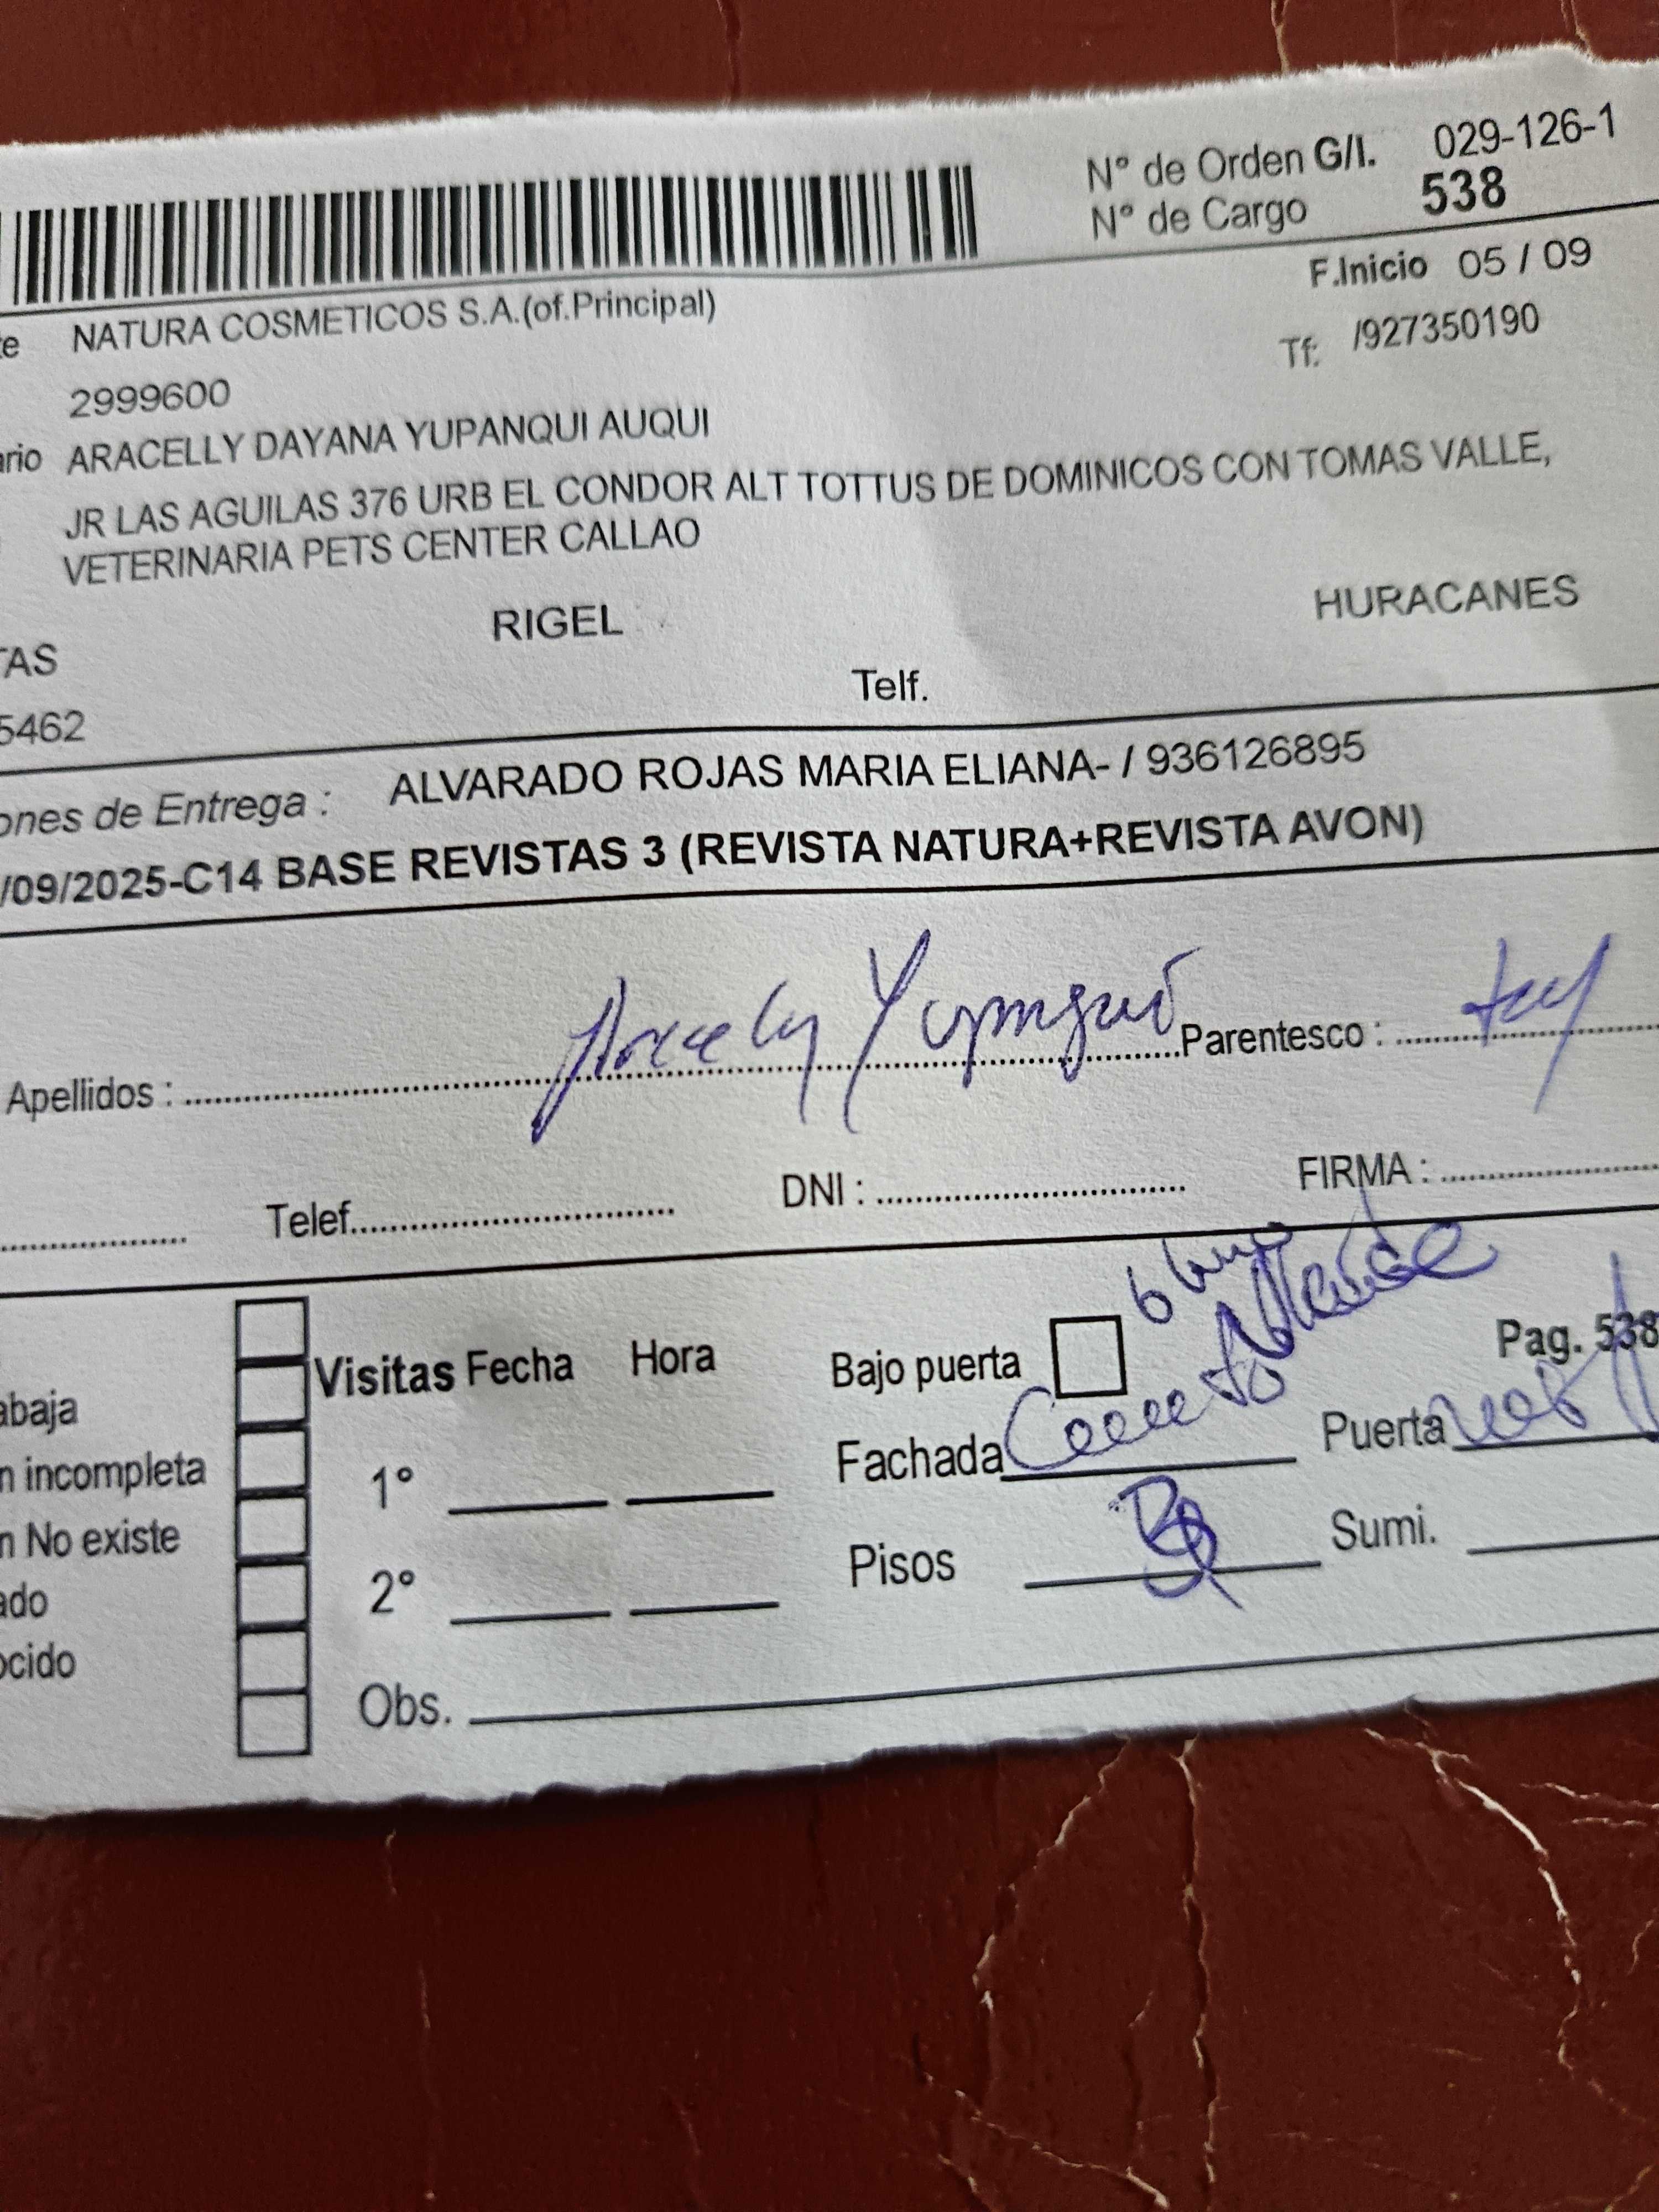 N° de Orden G/I. 029-126-1
N° de Cargo 538
F.Inicio 05 / 09
te NATURA COSMETICOS S.A.(of.Principal)
Tf: /927350190
2999600
ario ARACELLY DAYANA YUPANQUI AUQUI
JR LAS AGUILAS 376 URB EL CONDOR ALT TOTTUS DE DOMINICOS CON TOMAS VALLE,
VETERINARIA PETS CENTER CALLAO
RIGEL HURACANES
TAS
Telf.
5462
ones de Entrega : ALVARADO ROJAS MARIA ELIANA- / 936126895
/09/2025-C14 BASE REVISTAS 3 (REVISTA NATURA+REVISTA AVON)
Apellidos : Aracely Yupanqui Parentesco :
Telef. DNI : FIRMA :
Visitas Fecha Hora Bajo puerta Pag. 538
abaja
Fachada Puerta
n incompleta 1°
n No existe Pisos Sumi.
ado 2°
ocido
Obs.